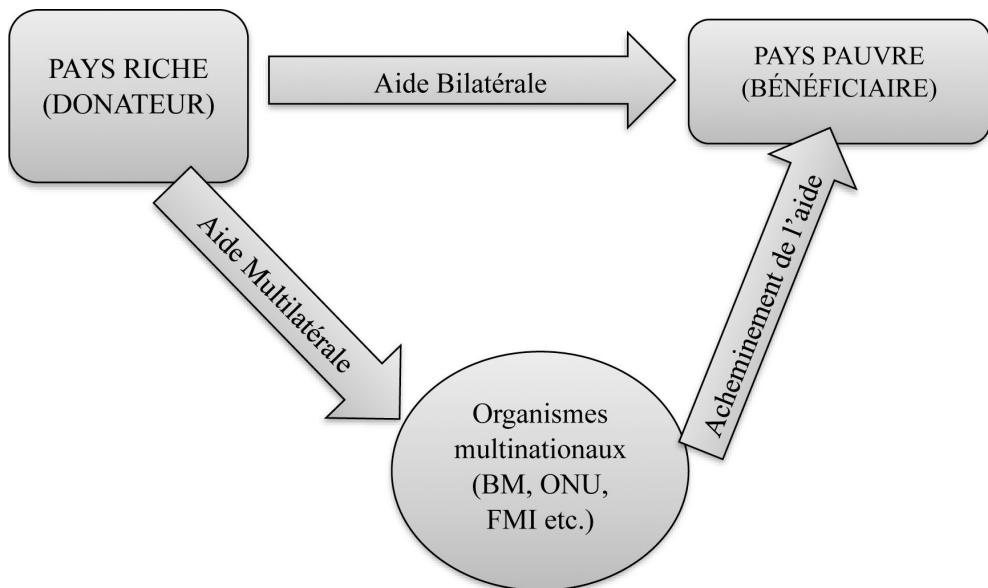 PAYS RICHE
(DONATEUR)
Aide Bilatérale
PAYS PAUVRE
(BÉNÉFICIAIRE)
Aide Multilatérale
Acheminement de l’aide
Organismes
multinationaux
(BM, ONU,
FMI etc.)